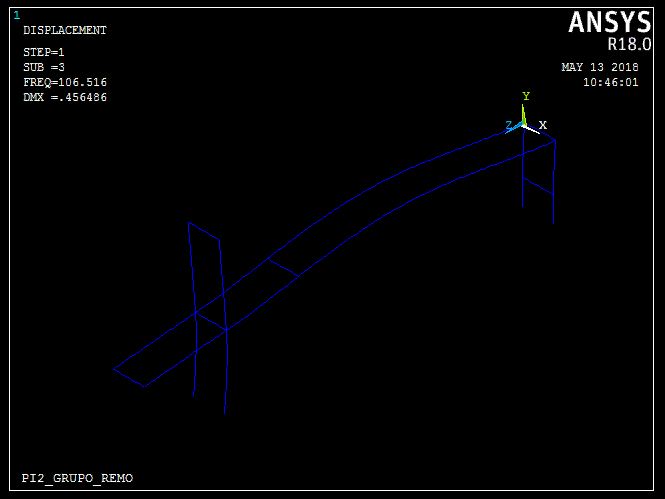 1
DISPLACEMENT
STEP=1
SUB =3
FREQ=106.516
DMX =.456486
ANSYS
R18.0
MAY 13 2018
10:46:01
Y
Z X
PI2_GRUPO_REMO